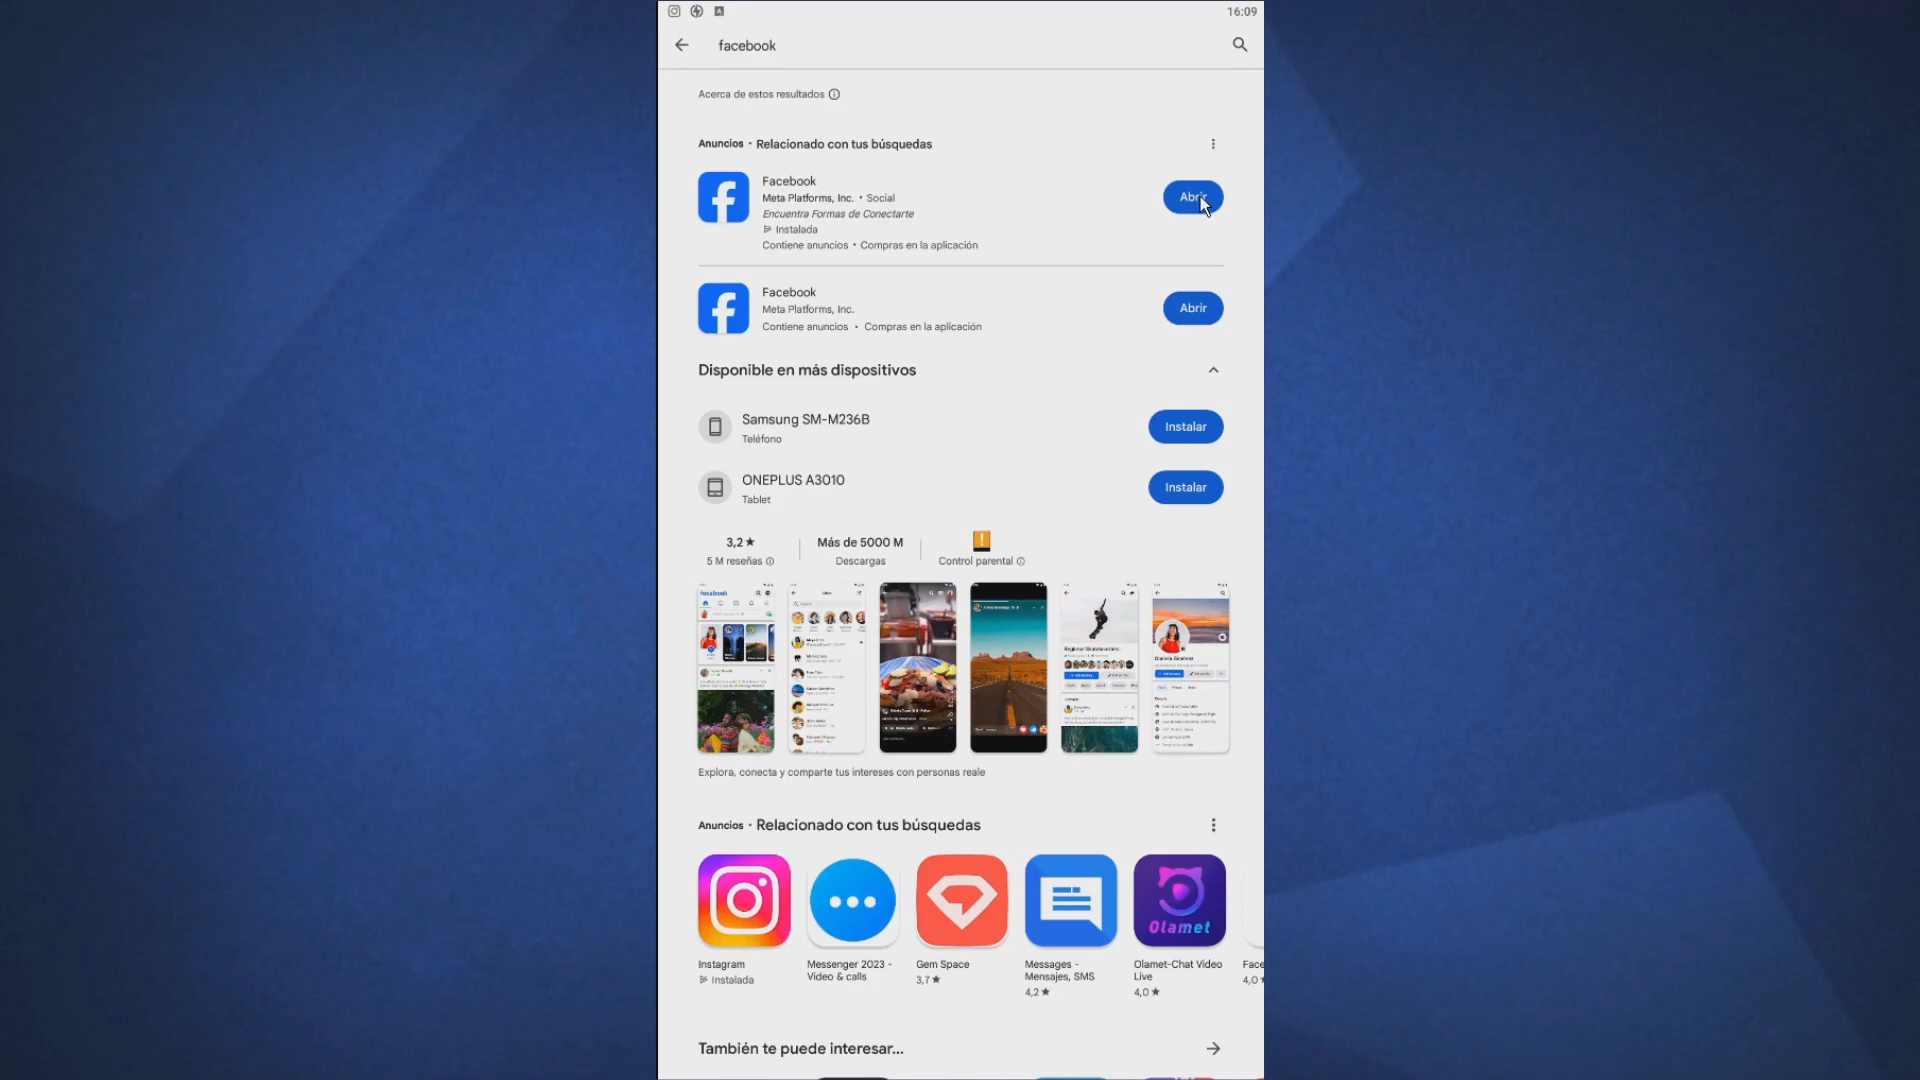 16:09
facebook
Acerca de estos resultados
Anuncios • Relacionado con tus búsquedas
Facebook
Meta Platforms, Inc. • Social
Encuentra Formas de Conectarte
Instalada
Contiene anuncios • Compras en la aplicación
Abrir
Facebook
Meta Platforms, Inc.
Contiene anuncios • Compras en la aplicación
Abrir
Disponible en más dispositivos
Samsung SM-M236B
Teléfono
Instalar
ONEPLUS A3010
Tablet
Instalar
3,2★
5 M reseñas
Más de 5000 M
Descargas
Control parental
facebook
Explora, conecta y comparte tus intereses con personas reale
Anuncios • Relacionado con tus búsquedas
Olamet
Instagram
Instalada
Messenger 2023 -
Video & calls
Gem Space
3,7★
Messages -
Mensajes, SMS
4,2★
Olamet-Chat Video
Live
4,0★
Face
4,0
También te puede interesar...